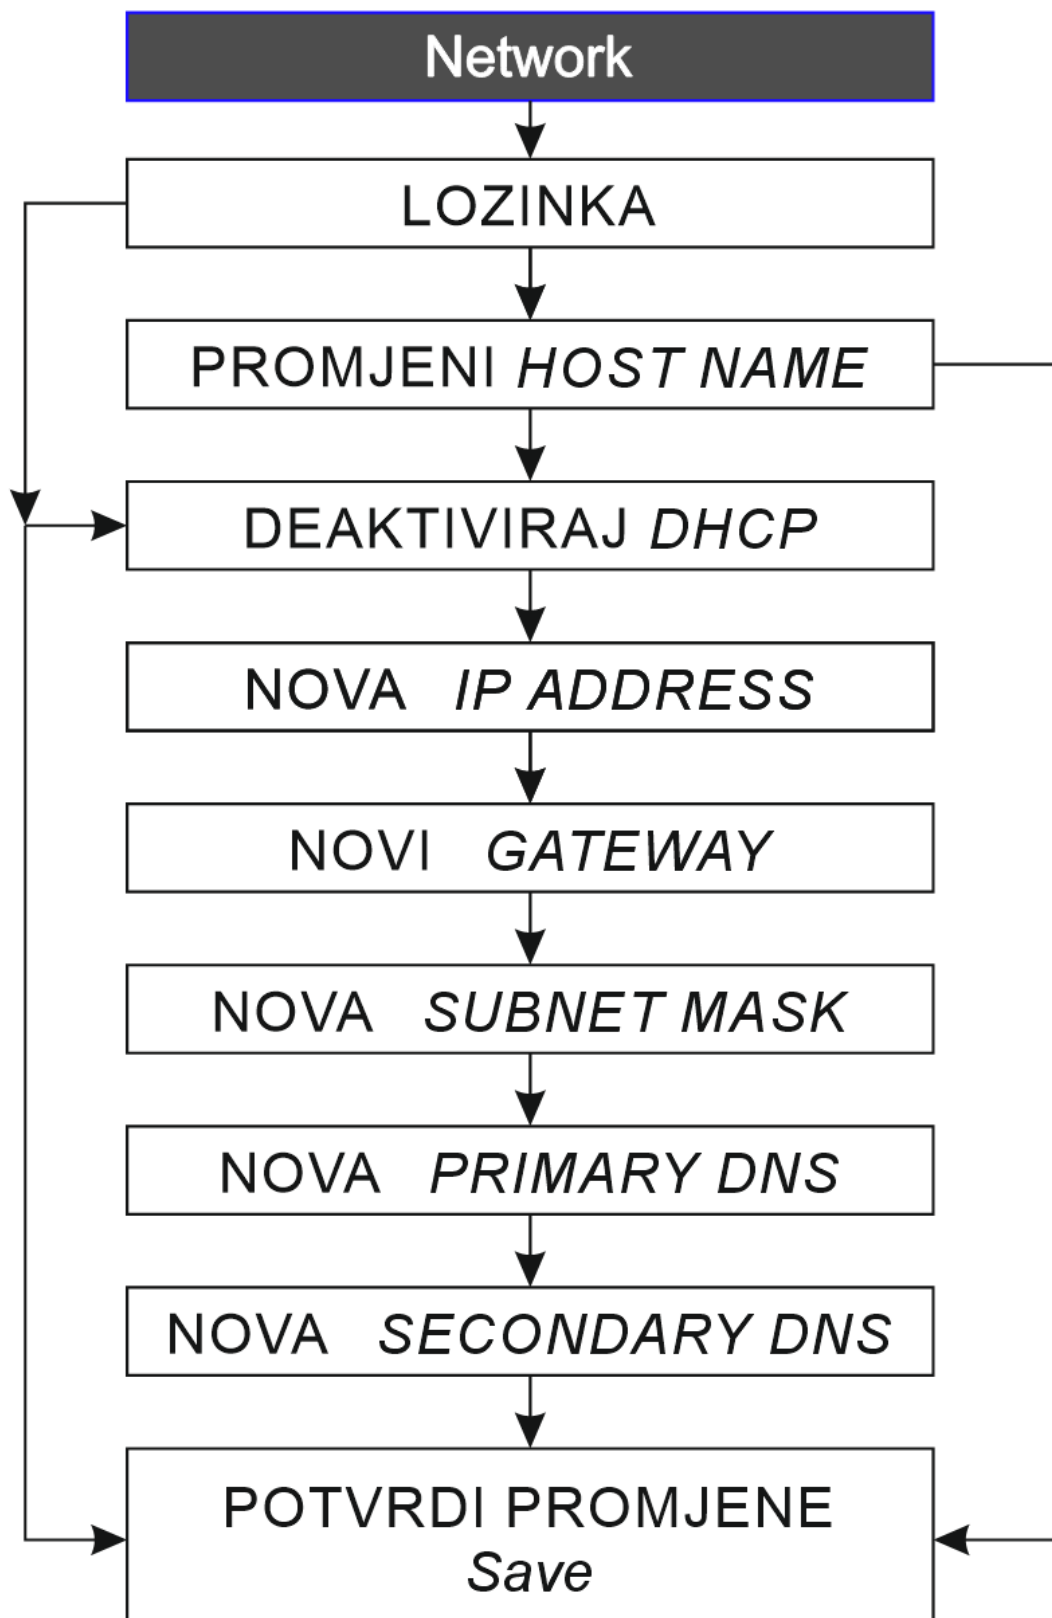 Network
LOZINKA
PROMJENI HOST NAME
DEAKTIVIRAJ DHCP
NOVA IP ADDRESS
NOVI GATEWAY
NOVA SUBNET MASK
NOVA PRIMARY DNS
NOVA SECONDARY DNS
POTVRDI PROMJENE
Save